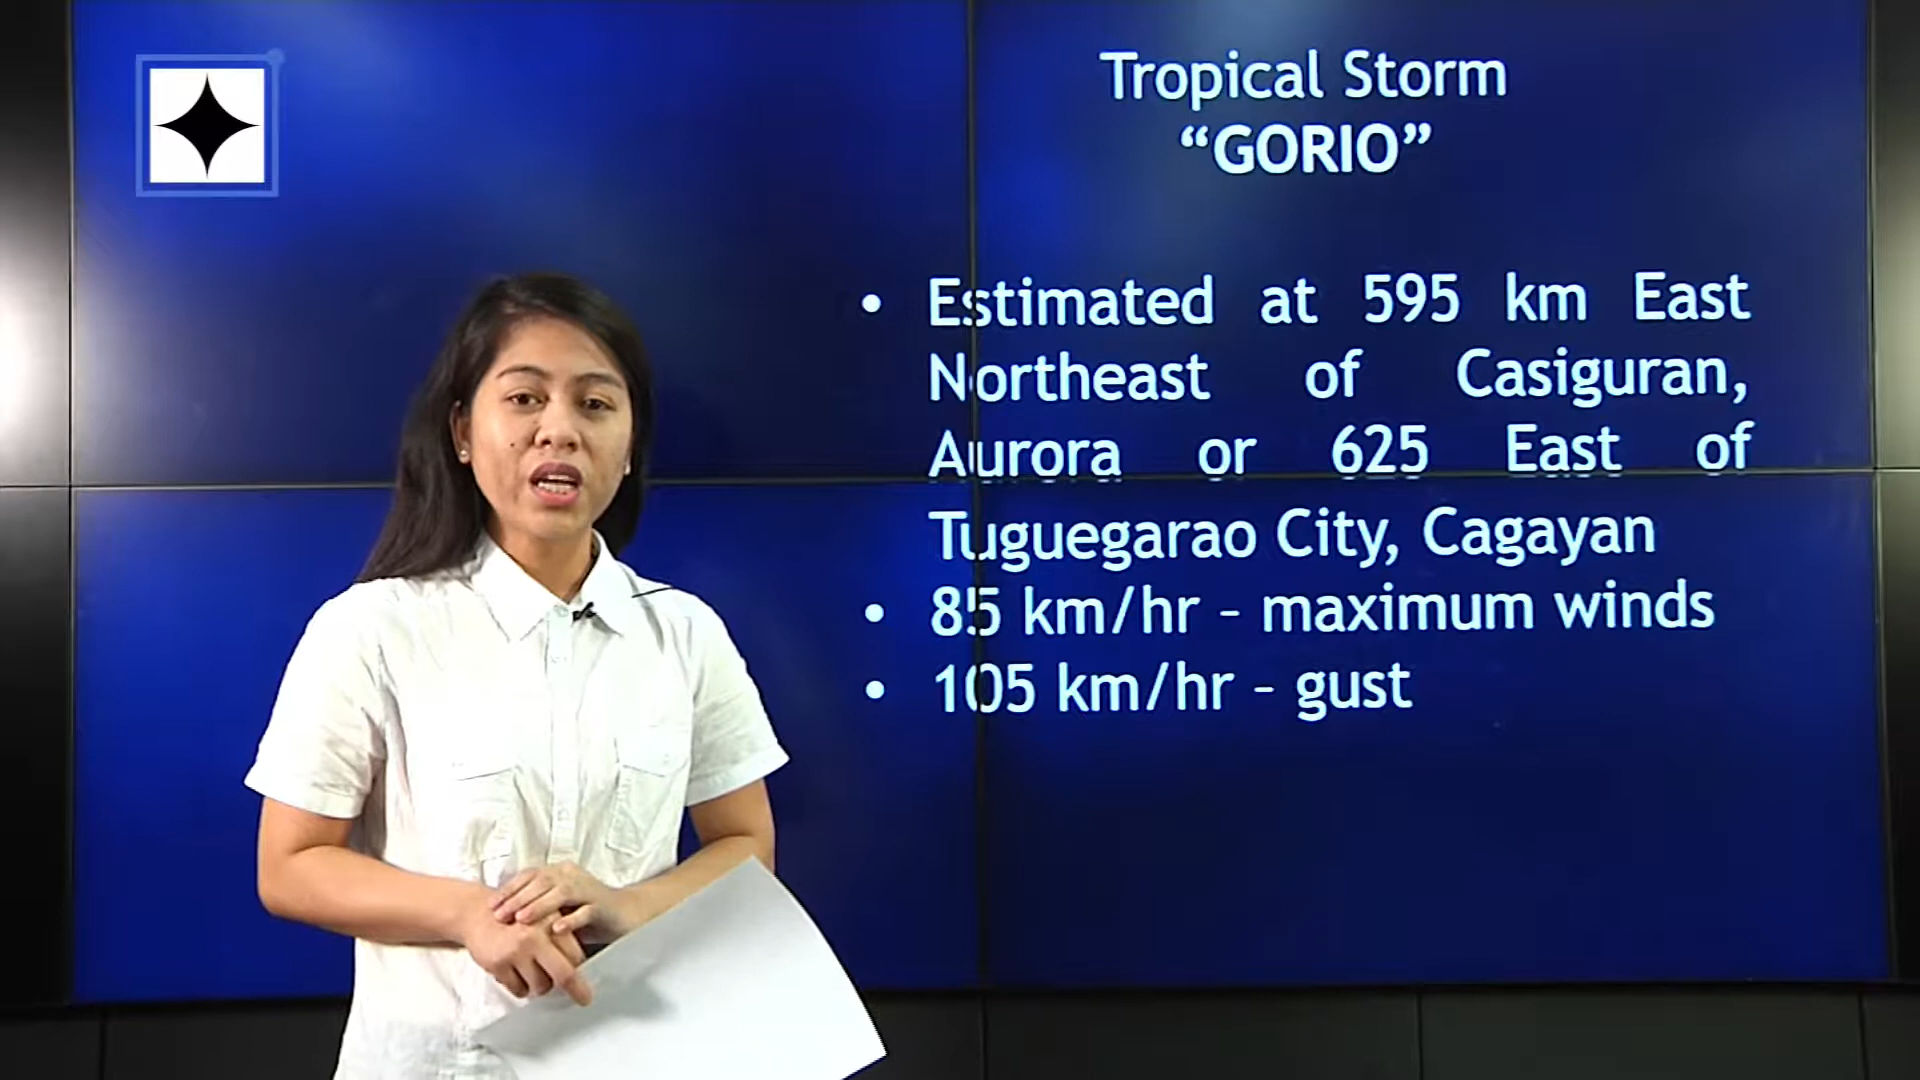 Tropical Storm
“GORIO”
• Estimated at 595 km East
Northeast of Casiguran,
Aurora or 625 East of
Tuguegarao City, Cagayan
• 85 km/hr – maximum winds
• 105 km/hr – gust